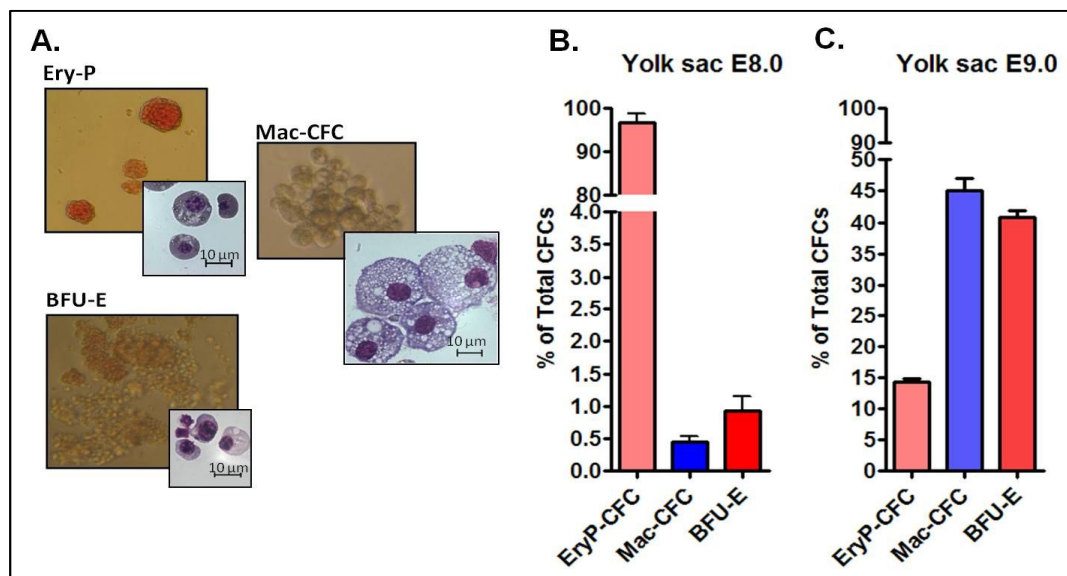 A.
Ery-P
10 µm
Mac-CFC
10 µm
BFU-E
10 µm
B.
Yolk sac E8.0
% of Total CFCs
100
90
80
4.0
3.5
3.0
2.5
2.0
1.5
1.0
0.5
0.0
EryP-CFC
Mac-CFC
BFU-E
C.
Yolk sac E9.0
% of Total CFCs
100
90
50
45
40
35
30
25
20
15
10
5
0
EryP-CFC
Mac-CFC
BFU-E